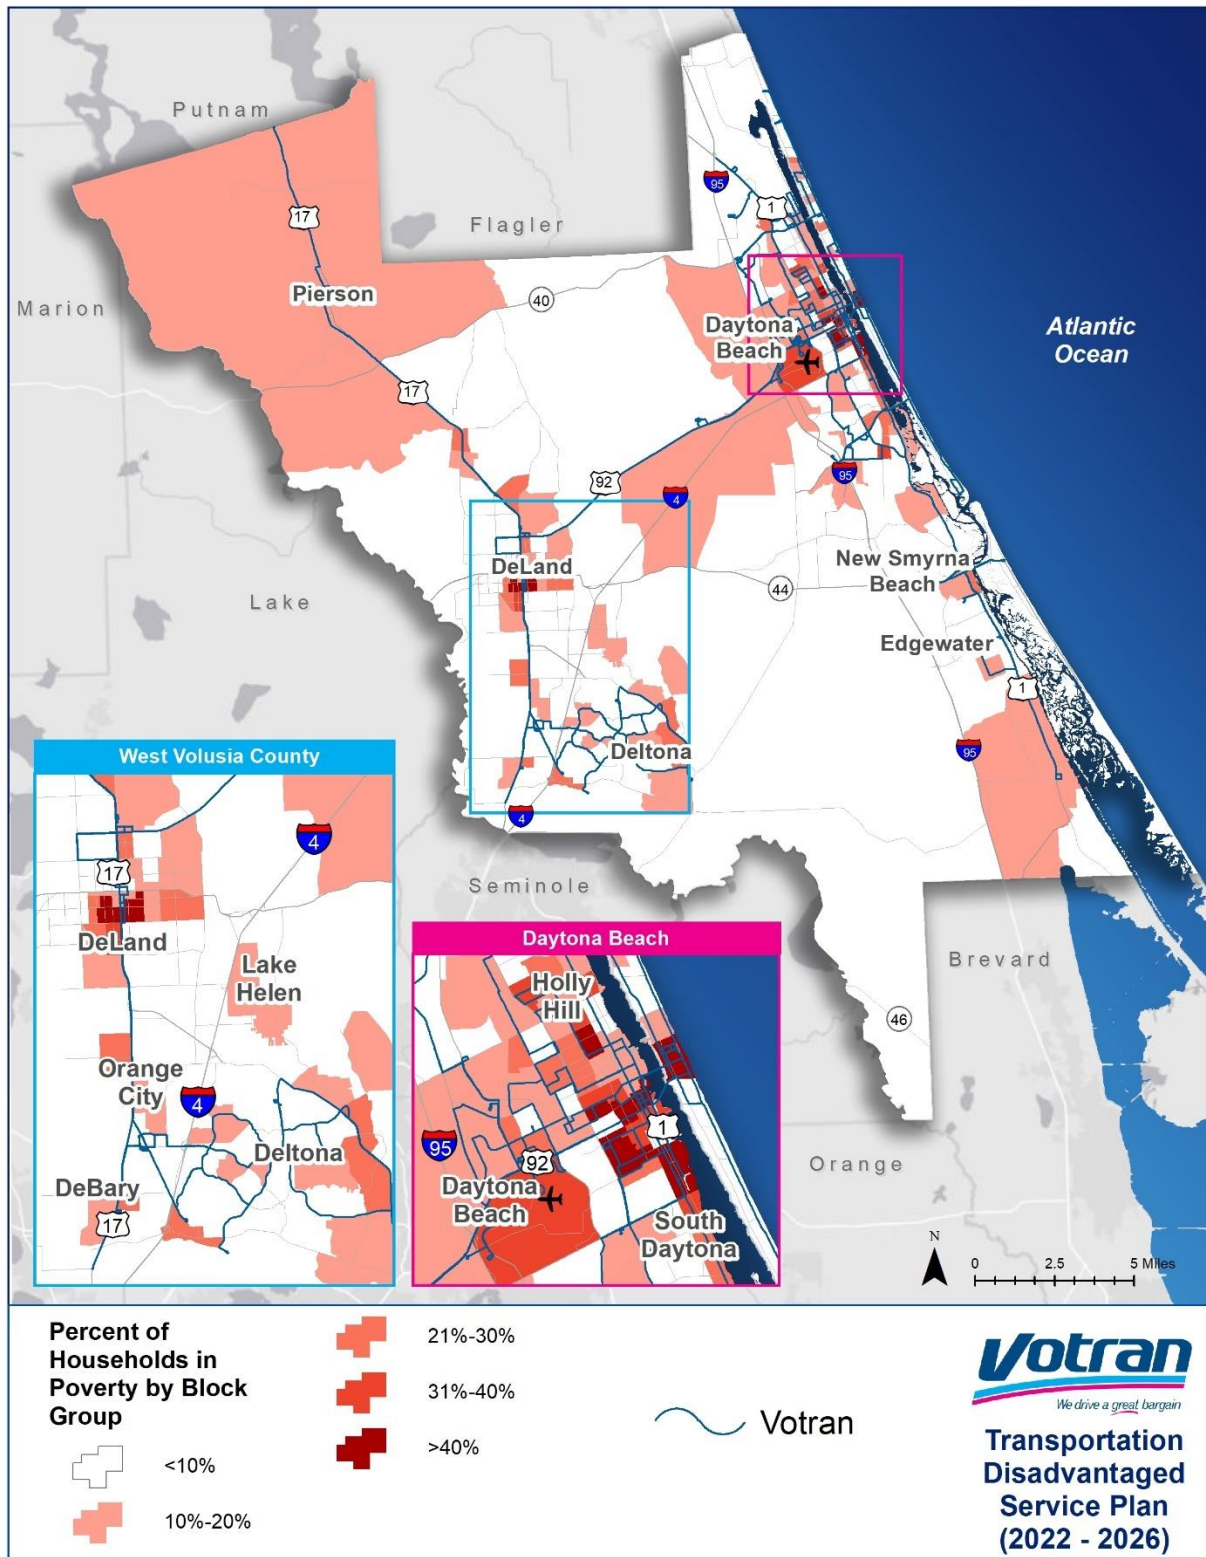 Putnam
Flagler
Marion
Lake
Seminole
Brevard
Orange
17
Pierson
40
17
95
1
Daytona
Beach
Atlantic
Ocean
92
4
95
DeLand
44
New Smyrna
Beach
Edgewater
1
95
Deltona
4
46
West Volusia County
4
17
DeLand
Lake
Helen
Orange
City
4
Deltona
DeBary
17
Daytona Beach
Holly
Hill
95
92
1
Daytona
Beach
South
Daytona
N
0 2.5 5 Miles
Percent of
Households in
Poverty by Block
Group
<10%
10%-20%
21%-30%
31%-40%
>40%
Votran
Votran
We drive a great bargain
Transportation
Disadvantaged
Service Plan
(2022 - 2026)